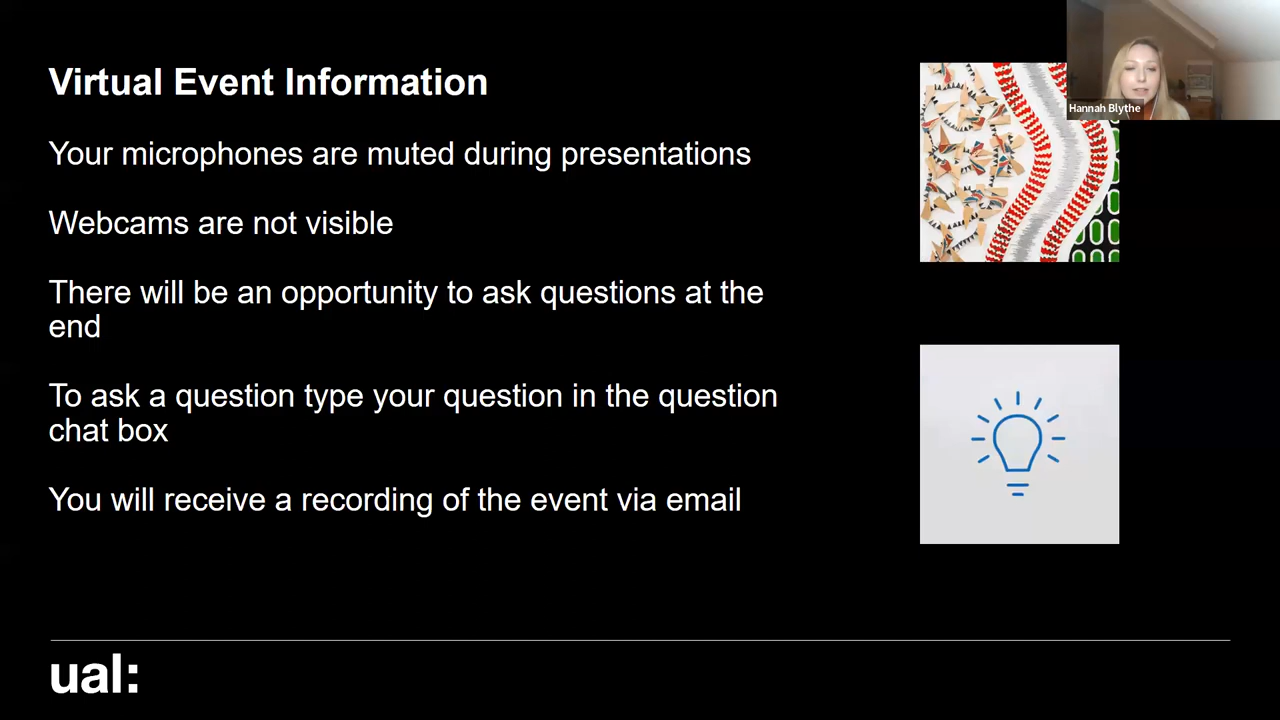 Virtual Event Information
Hannah Blythe
Your microphones are muted during presentations
Webcams are not visible
There will be an opportunity to ask questions at the
end
To ask a question type your question in the question
chat box
You will receive a recording of the event via email
ual: